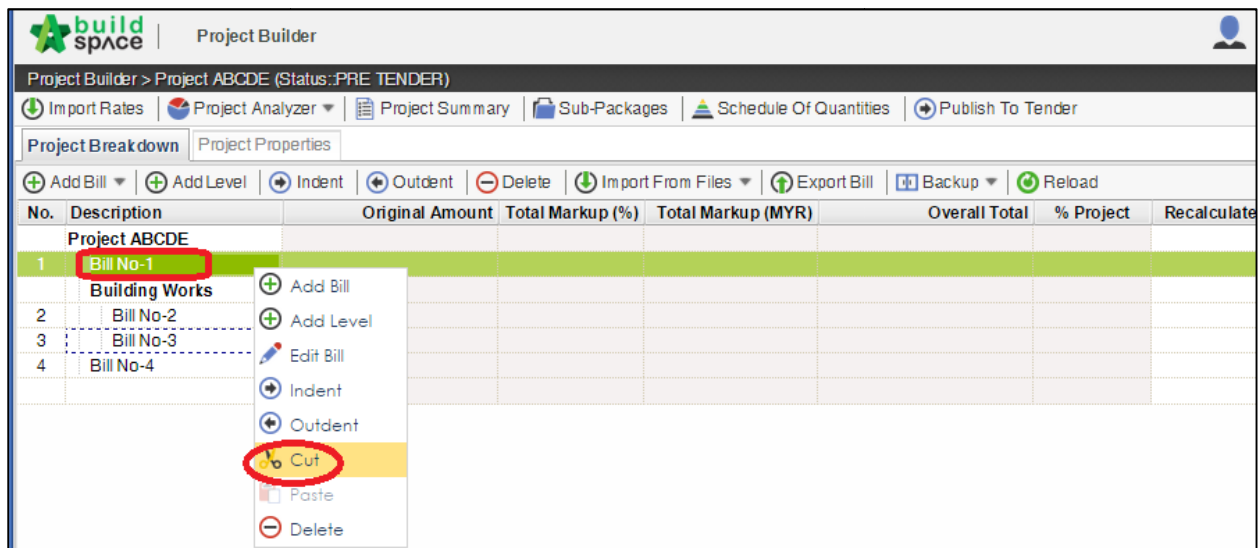 build space | Project Builder
Project Builder > Project ABCDE (Status::PRE TENDER)
Import Rates Project Analyzer Project Summary Sub-Packages Schedule Of Quantities Publish To Tender
Project Breakdown Project Properties
Add Bill Add Level Indent Outdent Delete Import From Files Export Bill Backup Reload
No. Description Original Amount Total Markup (%) Total Markup (MYR) Overall Total % Project Recalculate
Project ABCDE
1 Bill No-1
Building Works
2 Bill No-2
3 Bill No-3
4 Bill No-4
Add Bill
Add Level
Edit Bill
Indent
Outdent
Cut
Paste
Delete